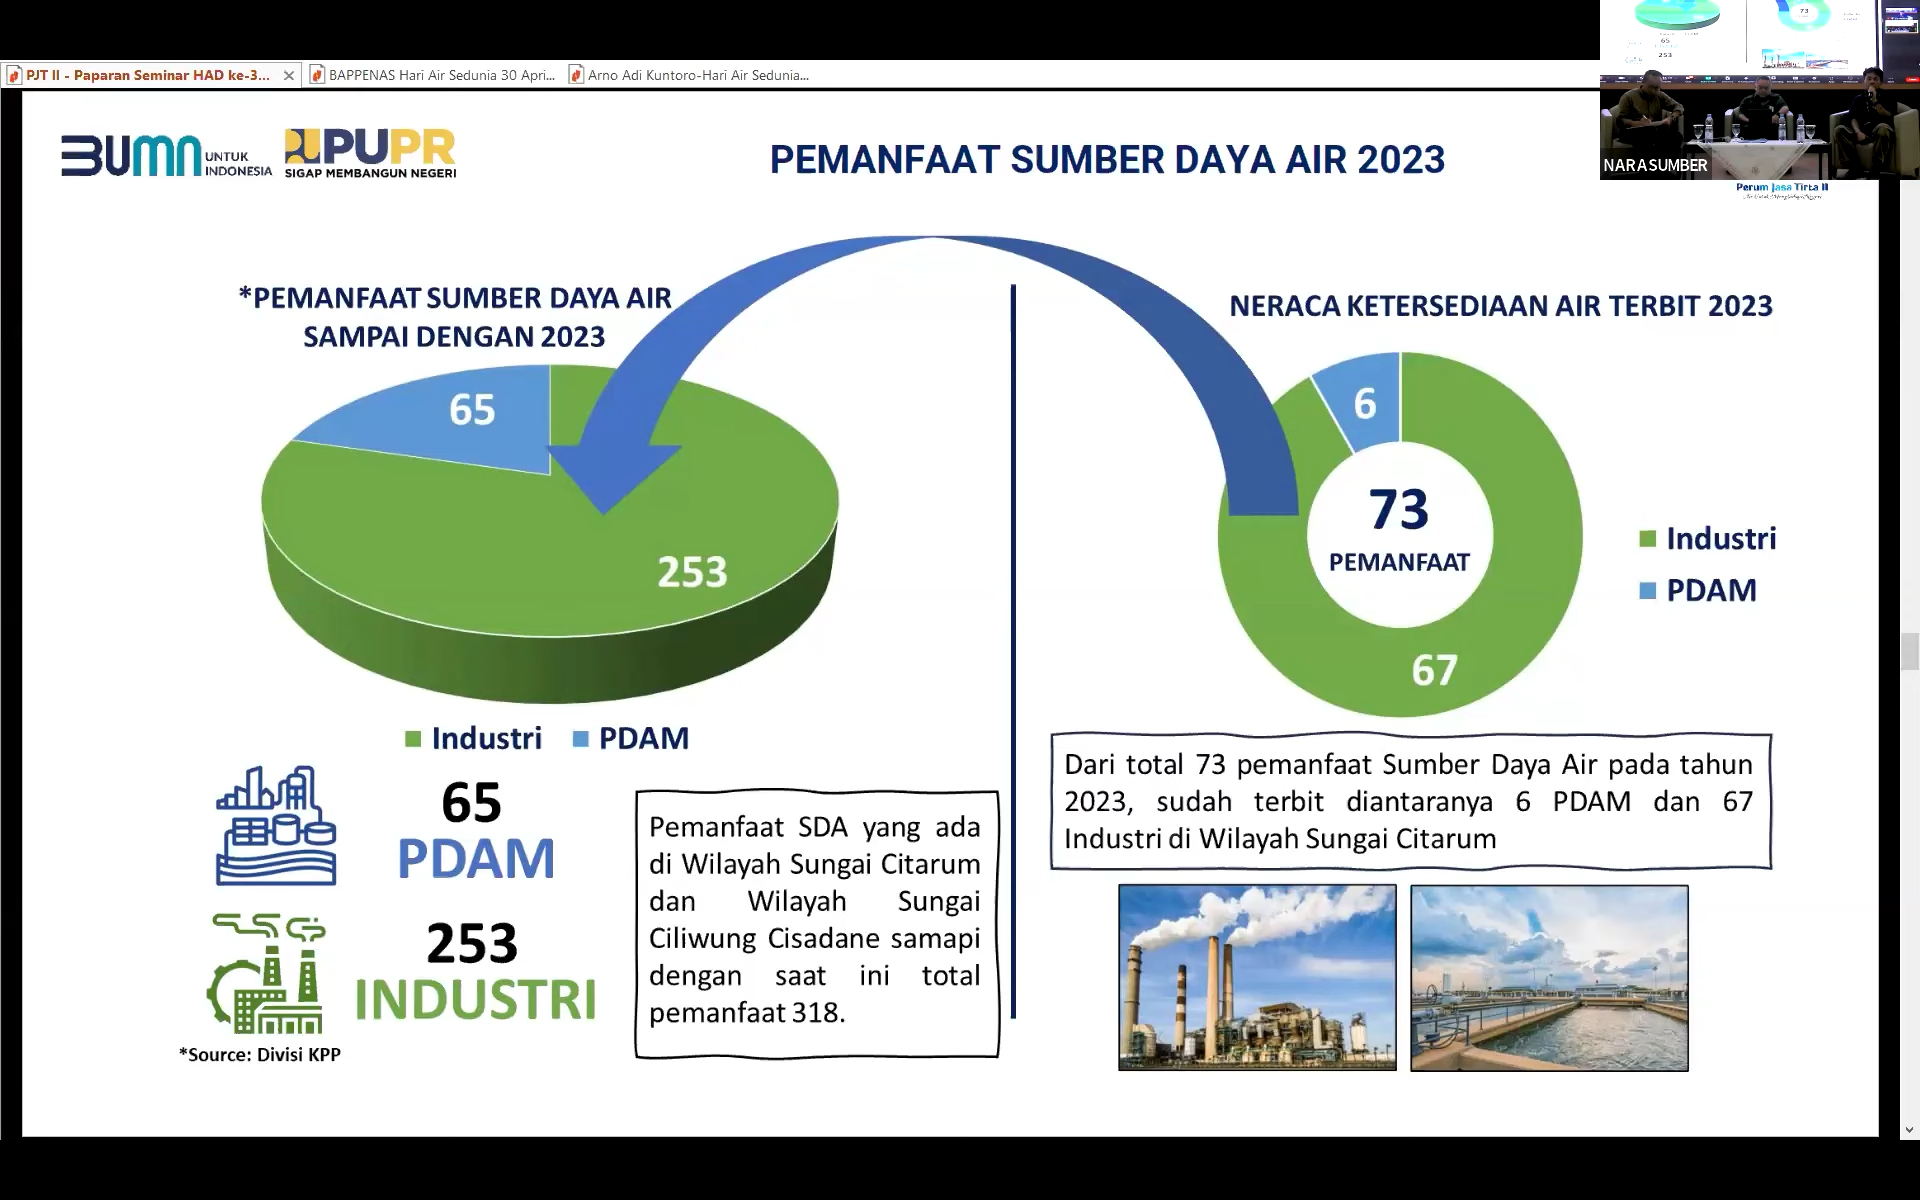 PJT II - Paparan Seminar HAD ke-3...
BAPPENAS Hari Air Sedunia 30 Apri...
Arno Adi Kuntoro-Hari Air Sedunia...
73
65
253
NARASUMBER
BUMN UNTUK INDONESIA
PUPR
SIGAP MEMBANGUN NEGERI
PEMANFAAT SUMBER DAYA AIR 2023
Perum Jasa Tirta II
*PEMANFAAT SUMBER DAYA AIR
SAMPAI DENGAN 2023
65
253
Industri
PDAM
65
PDAM
253
INDUSTRI
*Source: Divisi KPP
Pemanfaat SDA yang ada
di Wilayah Sungai Citarum
dan Wilayah Sungai
Ciliwung Cisadane samapi
dengan saat ini total
pemanfaat 318.
NERACA KETERSEDIAAN AIR TERBIT 2023
6
73
PEMANFAAT
67
Industri
PDAM
Dari total 73 pemanfaat Sumber Daya Air pada tahun
2023, sudah terbit diantaranya 6 PDAM dan 67
Industri di Wilayah Sungai Citarum